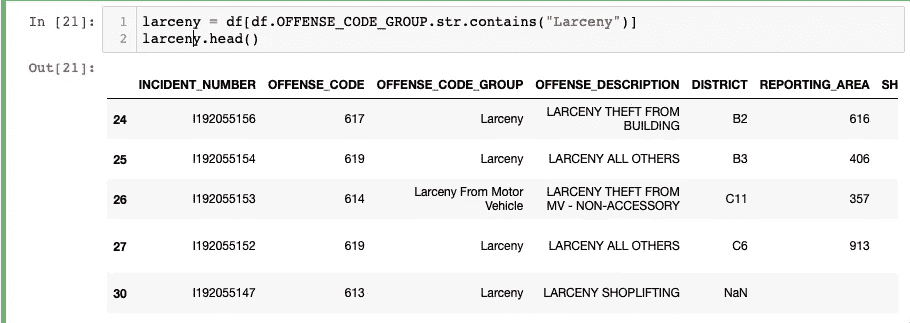 In [21]: 1 larceny = df[df.OFFENSE_CODE_GROUP.str.contains("Larceny")]
2 larceny.head()
Out[21]:
INCIDENT_NUMBER OFFENSE_CODE OFFENSE_CODE_GROUP OFFENSE_DESCRIPTION DISTRICT REPORTING_AREA SH
24 I192055156 617 Larceny LARCENY THEFT FROM BUILDING B2 616
25 I192055154 619 Larceny LARCENY ALL OTHERS B3 406
26 I192055153 614 Larceny From Motor Vehicle LARCENY THEFT FROM MV - NON-ACCESSORY C11 357
27 I192055152 619 Larceny LARCENY ALL OTHERS C6 913
30 I192055147 613 Larceny LARCENY SHOPLIFTING NaN